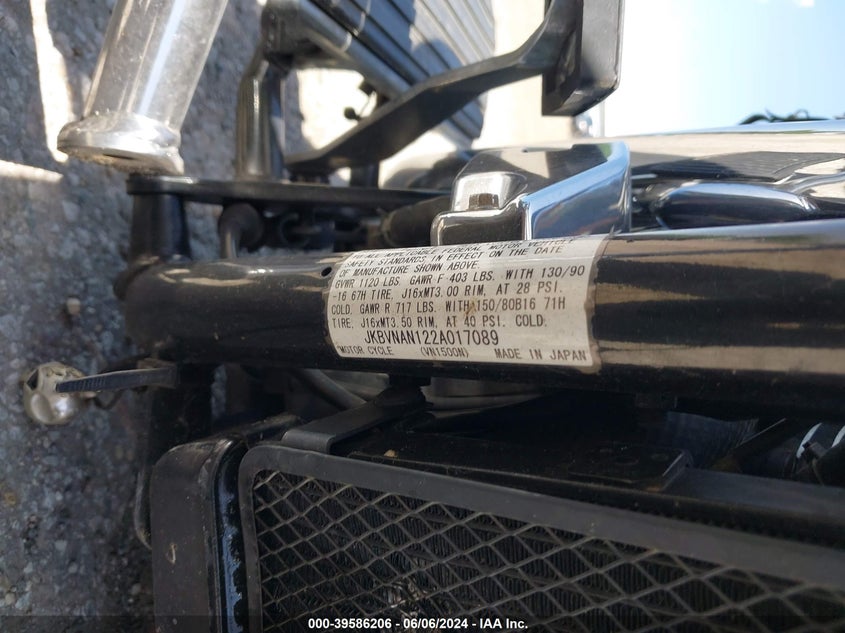 TO ALL APPLICABLE FEDERAL MOTOR VEHICLE
SAFETY STANDARDS IN EFFECT ON THE DATE
OF MANUFACTURE SHOWN ABOVE
GVWR 1120 LBS. GAWR F 403 LBS. WITH 130/90
-16 67H TIRE, J16xMT3.00 RIM, AT 28 PSI.
COLD. GAWR R 717 LBS. WITH 150/80B16 71H
TIRE, J16xMT3.50 RIM, AT 40 PSI. COLD.
JKBVNAN122A017089
MOTOR CYCLE (VN1500N) MADE IN JAPAN
000-39586206 - 06/06/2024 - IAA Inc.